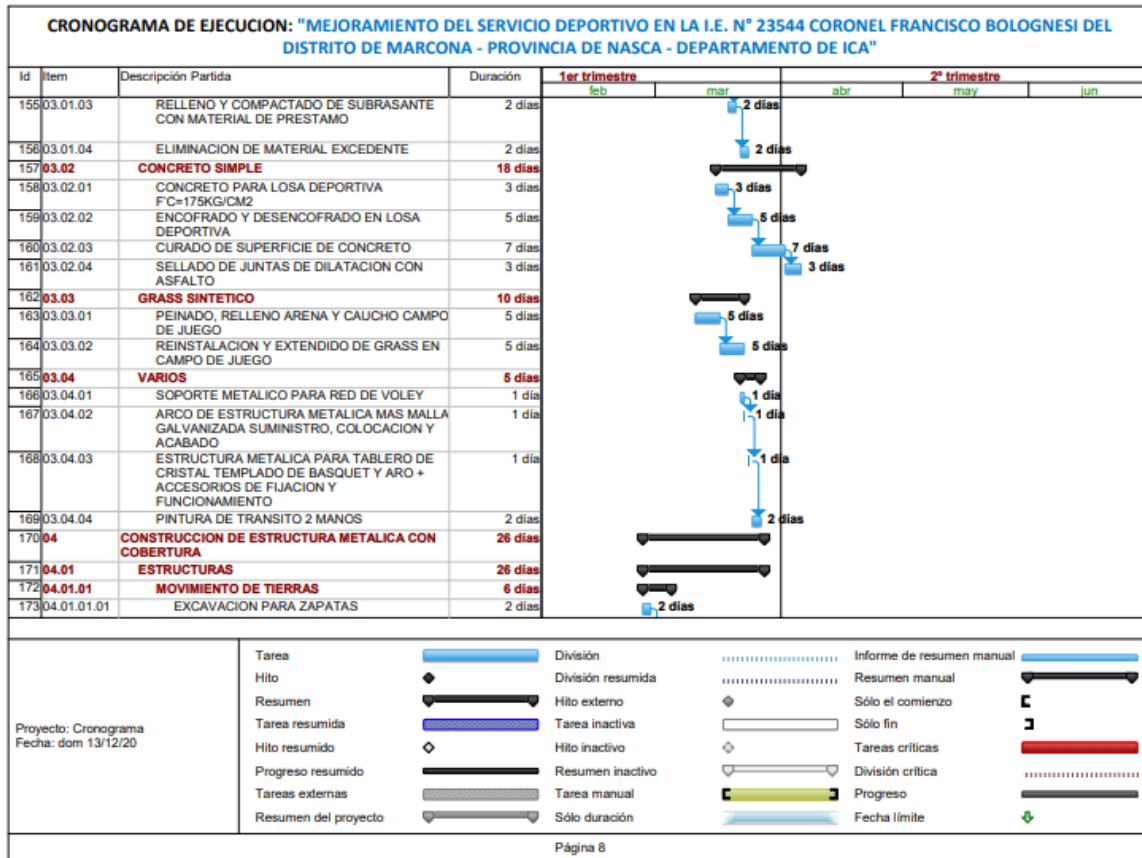 CRONOGRAMA DE EJECUCION: "MEJORAMIENTO DEL SERVICIO DEPORTIVO EN LA I.E. N° 23544 CORONEL FRANCISCO BOLOGNESI DEL
DISTRITO DE MARCONA - PROVINCIA DE NASCA - DEPARTAMENTO DE ICA"
Id Item Descripción Partida Duración 1er trimestre 2° trimestre
feb mar abr may jun
155 03.01.03 RELLENO Y COMPACTADO DE SUBRASANTE 2 días 2 días
CON MATERIAL DE PRESTAMO
156 03.01.04 ELIMINACION DE MATERIAL EXCEDENTE 2 días 2 días
157 03.02 CONCRETO SIMPLE 18 días
158 03.02.01 CONCRETO PARA LOSA DEPORTIVA 3 días 3 días
F'C=175KG/CM2
159 03.02.02 ENCOFRADO Y DESENCOFRADO EN LOSA 5 días 5 días
DEPORTIVA
160 03.02.03 CURADO DE SUPERFICIE DE CONCRETO 7 días 7 días
161 03.02.04 SELLADO DE JUNTAS DE DILATACION CON 3 días 3 días
ASFALTO
162 03.03 GRASS SINTETICO 10 días
163 03.03.01 PEINADO, RELLENO ARENA Y CAUCHO CAMPO 5 días 5 días
DE JUEGO
164 03.03.02 REINSTALACION Y EXTENDIDO DE GRASS EN 5 días 5 días
CAMPO DE JUEGO
165 03.04 VARIOS 5 días
166 03.04.01 SOPORTE METALICO PARA RED DE VOLEY 1 día 1 día
167 03.04.02 ARCO DE ESTRUCTURA METALICA MAS MALLA 1 día 1 día
GALVANIZADA SUMINISTRO, COLOCACION Y
ACABADO
168 03.04.03 ESTRUCTURA METALICA PARA TABLERO DE 1 día 1 día
CRISTAL TEMPLADO DE BASQUET Y ARO +
ACCESORIOS DE FIJACION Y
FUNCIONAMIENTO
169 03.04.04 PINTURA DE TRANSITO 2 MANOS 2 días 2 días
170 04 CONSTRUCCION DE ESTRUCTURA METALICA CON 26 días
COBERTURA
171 04.01 ESTRUCTURAS 26 días
172 04.01.01 MOVIMIENTO DE TIERRAS 6 días
173 04.01.01.01 EXCAVACION PARA ZAPATAS 2 días 2 días
Proyecto: Cronograma
Fecha: dom 13/12/20
Tarea División Informe de resumen manual
Hito División resumida Resumen manual
Resumen Hito externo Sólo el comienzo
Tarea resumida Tarea inactiva Sólo fin
Hito resumido Hito inactivo Tareas críticas
Progreso resumido Resumen inactivo División crítica
Tareas externas Tarea manual Progreso
Resumen del proyecto Sólo duración Fecha límite
Página 8